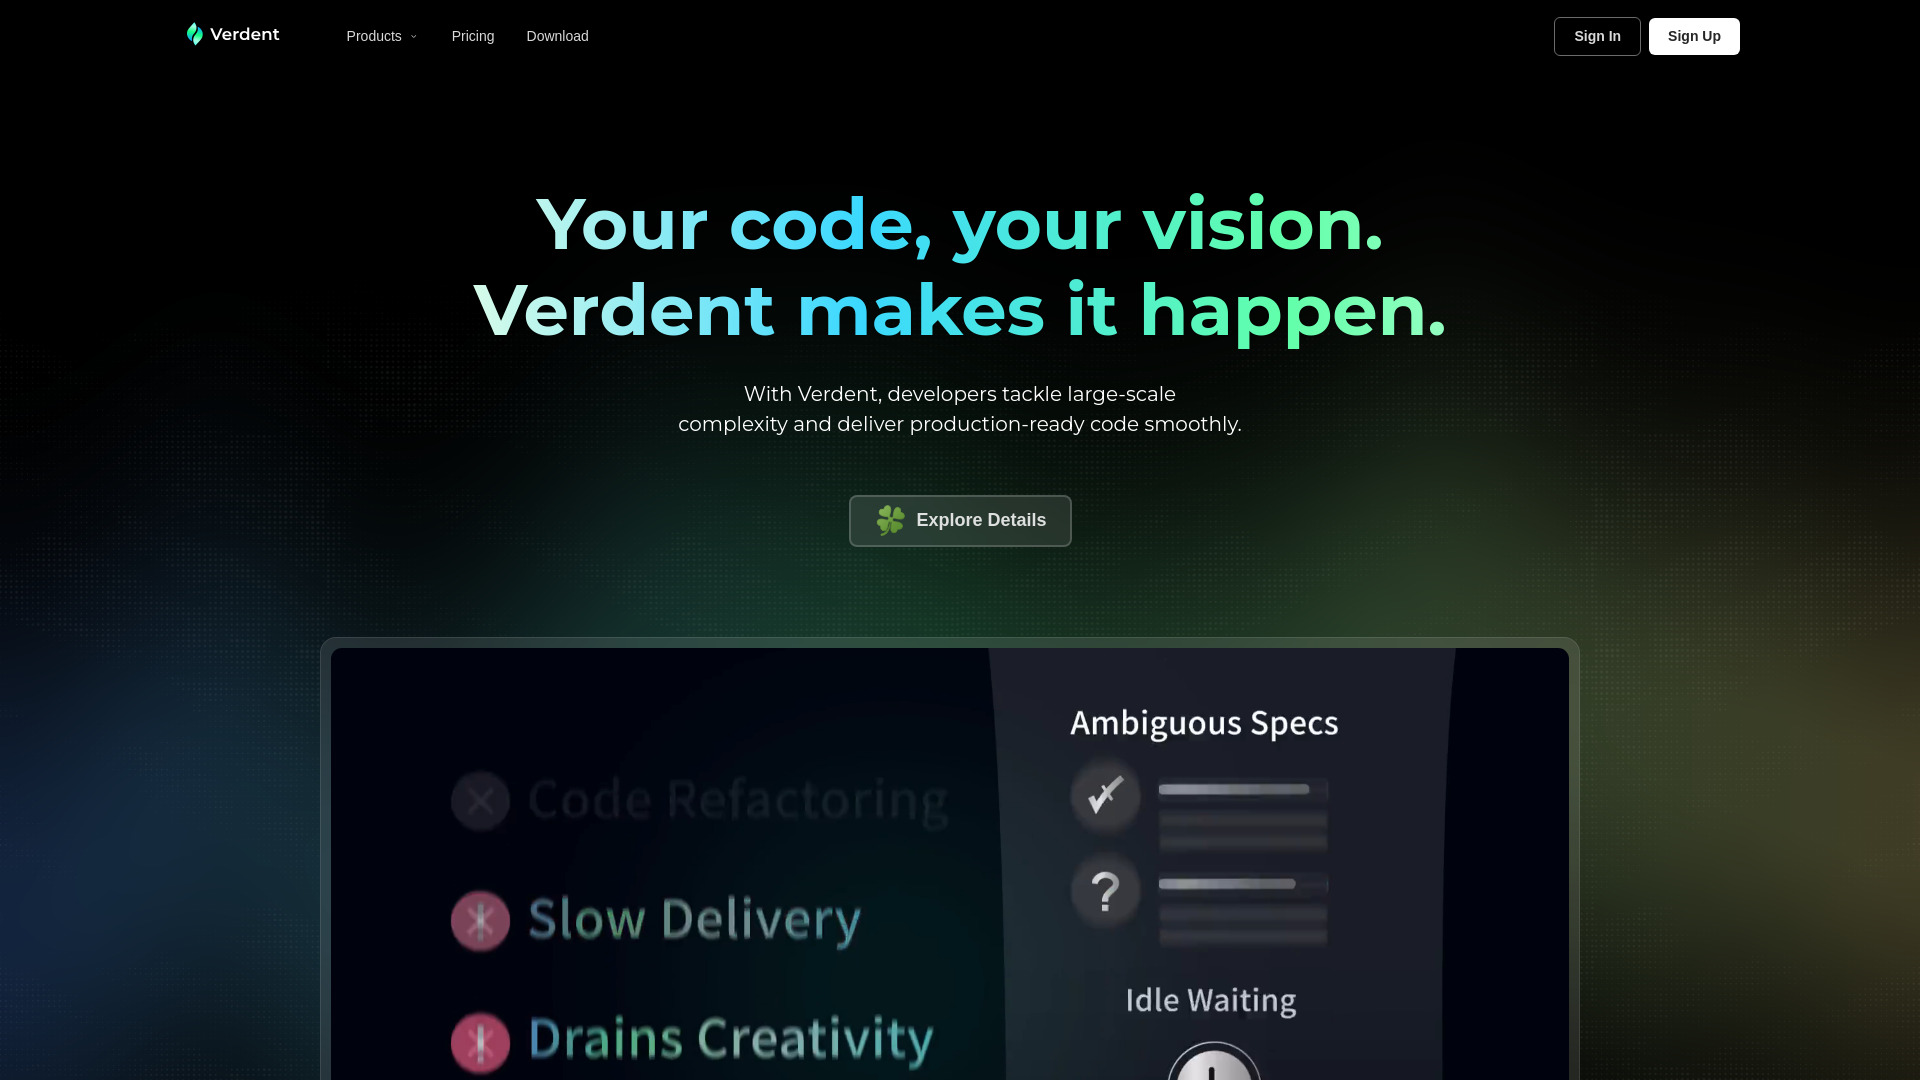 Verdent
Products
Pricing
Download
Sign In
Sign Up
Your code, your vision.
Verdent makes it happen.
With Verdent, developers tackle large-scale
complexity and deliver production-ready code smoothly.
Explore Details
Code Refactoring
Slow Delivery
Drains Creativity
Ambiguous Specs
?
Idle Waiting